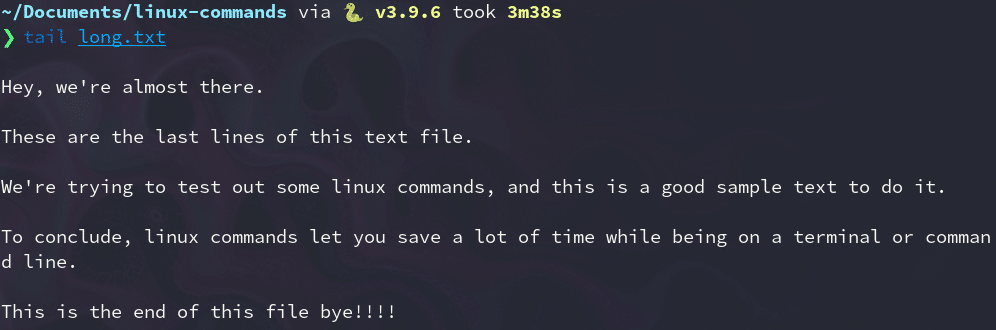 ~/Documents/linux-commands via 🐍 v3.9.6 took 3m38s
❯ tail long.txt
Hey, we're almost there.
These are the last lines of this text file.
We're trying to test out some linux commands, and this is a good sample text to do it.
To conclude, linux commands let you save a lot of time while being on a terminal or comman
d line.
This is the end of this file bye!!!!